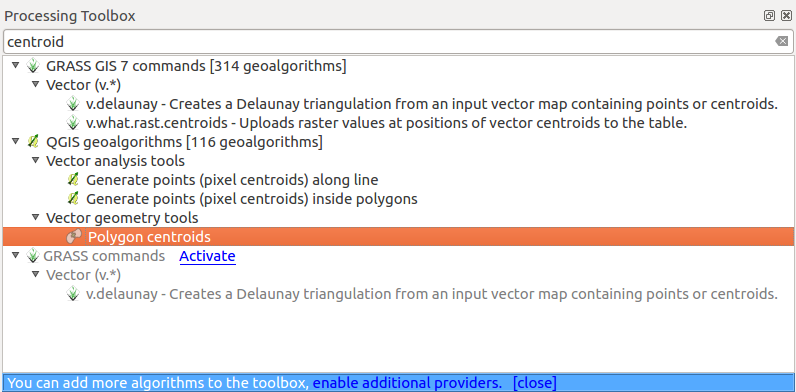 Processing Toolbox
centroid
GRASS GIS 7 commands [314 geoalgorithms]
Vector (v.*)
v.delaunay - Creates a Delaunay triangulation from an input vector map containing points or centroids.
v.what.rast.centroids - Uploads raster values at positions of vector centroids to the table.
QGIS geoalgorithms [116 geoalgorithms]
Vector analysis tools
Generate points (pixel centroids) along line
Generate points (pixel centroids) inside polygons
Vector geometry tools
Polygon centroids
GRASS commands Activate
Vector (v.*)
v.delaunay - Creates a Delaunay triangulation from an input vector map containing points or centroids.
You can add more algorithms to the toolbox, enable additional providers. [close]